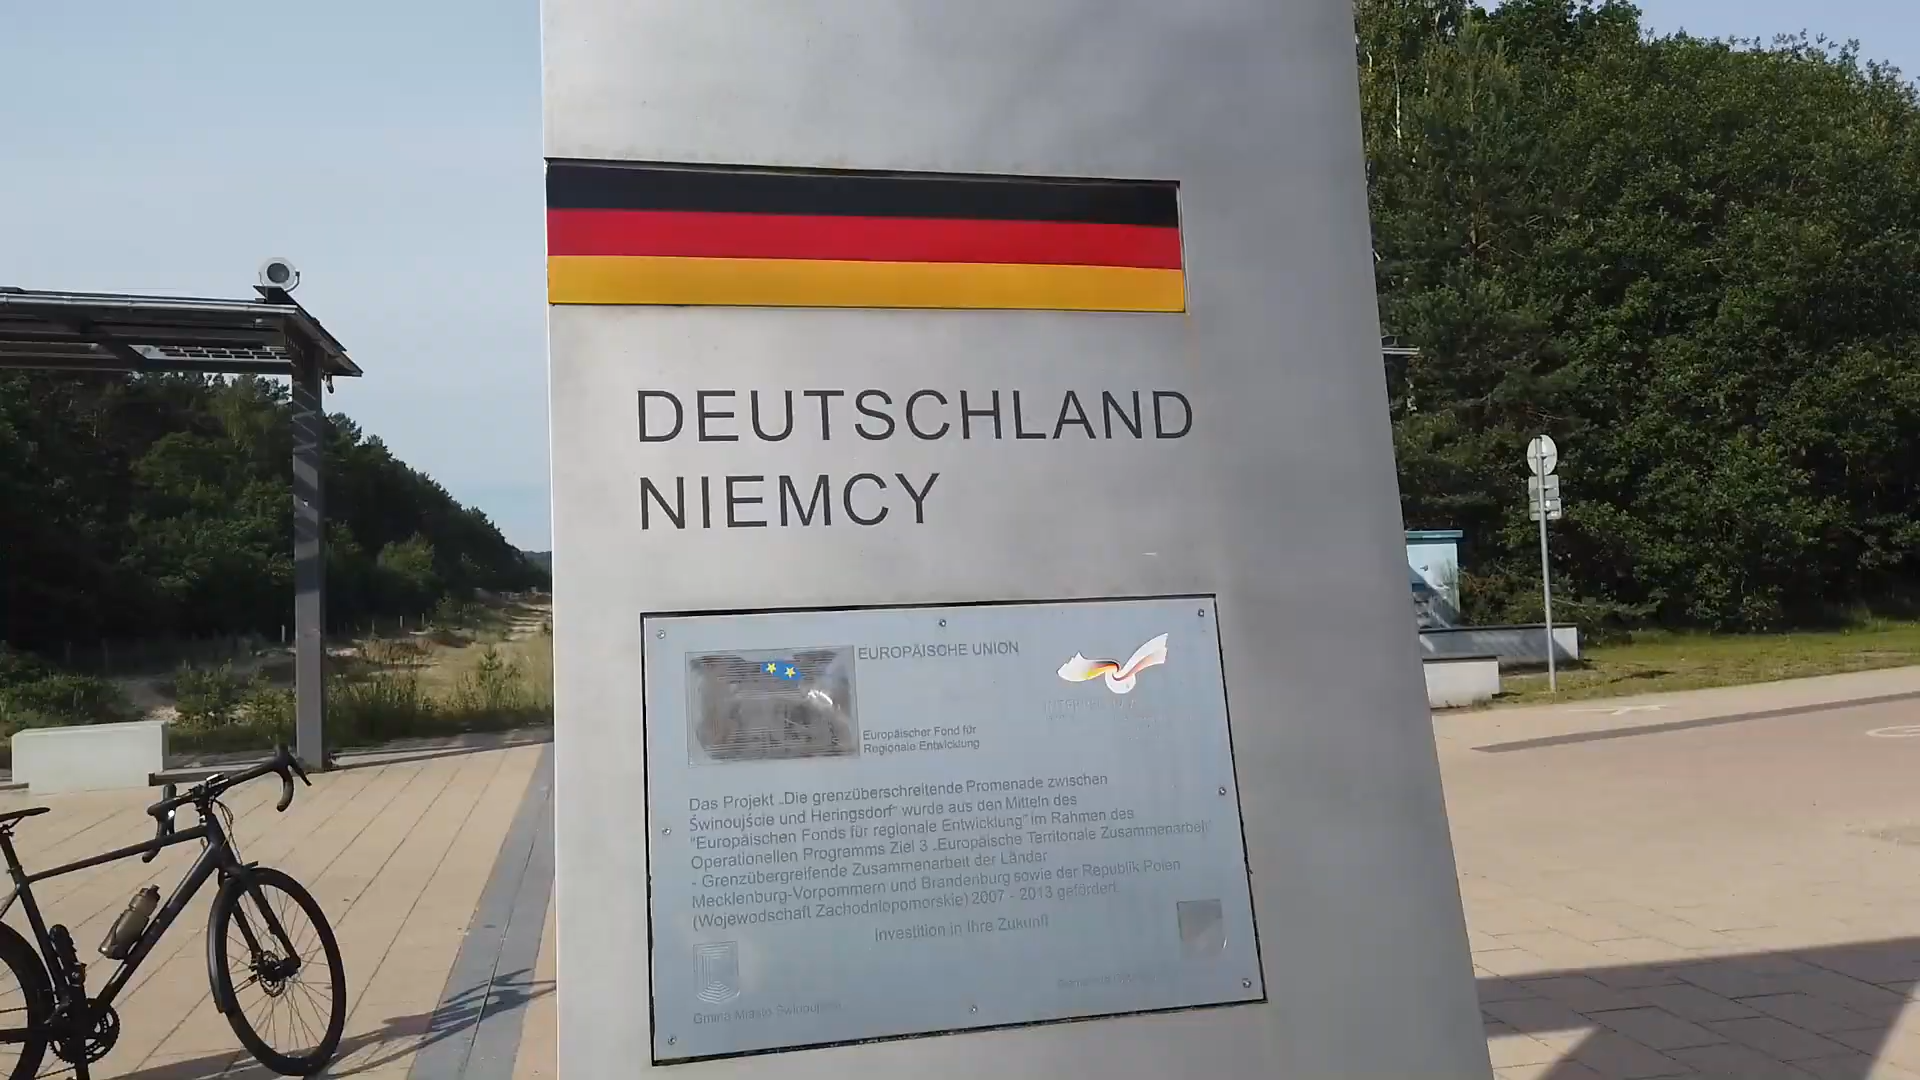 DEUTSCHLAND
NIEMCY
EUROPÄISCHE UNION
Europäischer Fond für
Regionale Entwicklung
Das Projekt „Die grenzüberschreitende Promenade zwischen
Świnoujście und Heringsdorf" wurde aus den Mitteln des
"Europäischen Fonds für regionale Entwicklung" im Rahmen des
Operationellen Programms Ziel 3 „Europäische Territoriale Zusammenarbeit"
- Grenzübergreifende Zusammenarbeit der Länder
Mecklenburg-Vorpommern und Brandenburg sowie der Republik Polen
(Wojewodschaft Zachodniopomorskie) 2007 - 2013 gefördert.
Investition in Ihre Zukunft
Gmina Miasto Świnoujście